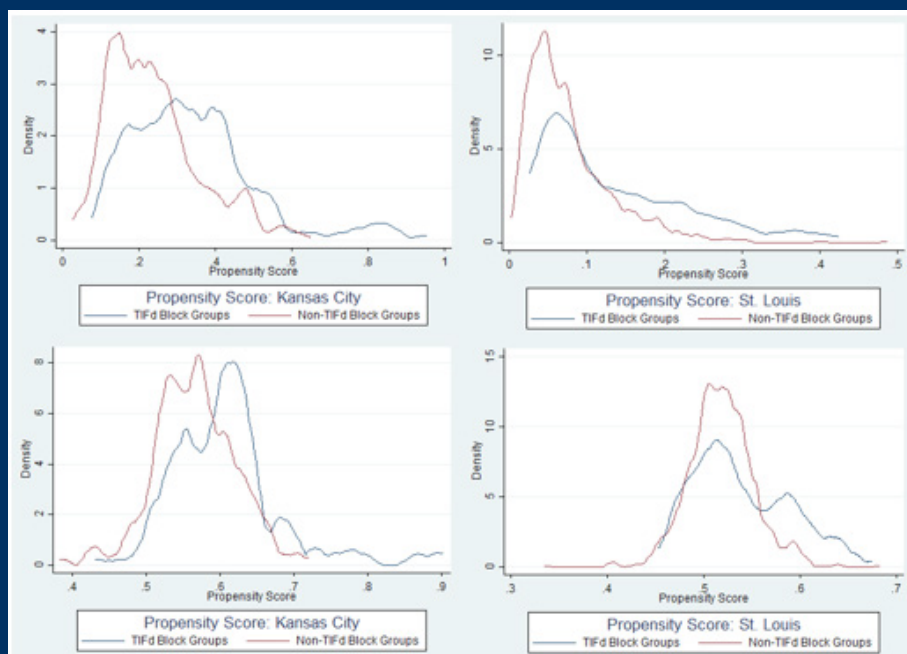 4
3
2
1
0
Density
0 .2 .4 .6 .8 1
Propensity Score
Propensity Score: Kansas City
TIFd Block Groups Non-TIFd Block Groups
10
5
0
Density
0 .1 .2 .3 .4 .5
Propensity Score
Propensity Score: St. Louis
TIFd Block Groups Non-TIFd Block Groups
8
6
4
2
0
Density
.4 .5 .6 .7 .8 .9
Propensity Score
Propensity Score: Kansas City
TIFd Block Groups Non-TIFd Block Groups
15
10
5
0
Density
.3 .4 .5 .6 .7
Propensity Score
Propensity Score: St. Louis
TIFd Block Groups Non-TIFd Block Groups